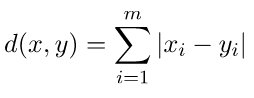 d(x, y) = \sum_{i=1}^{m} |x_i - y_i|